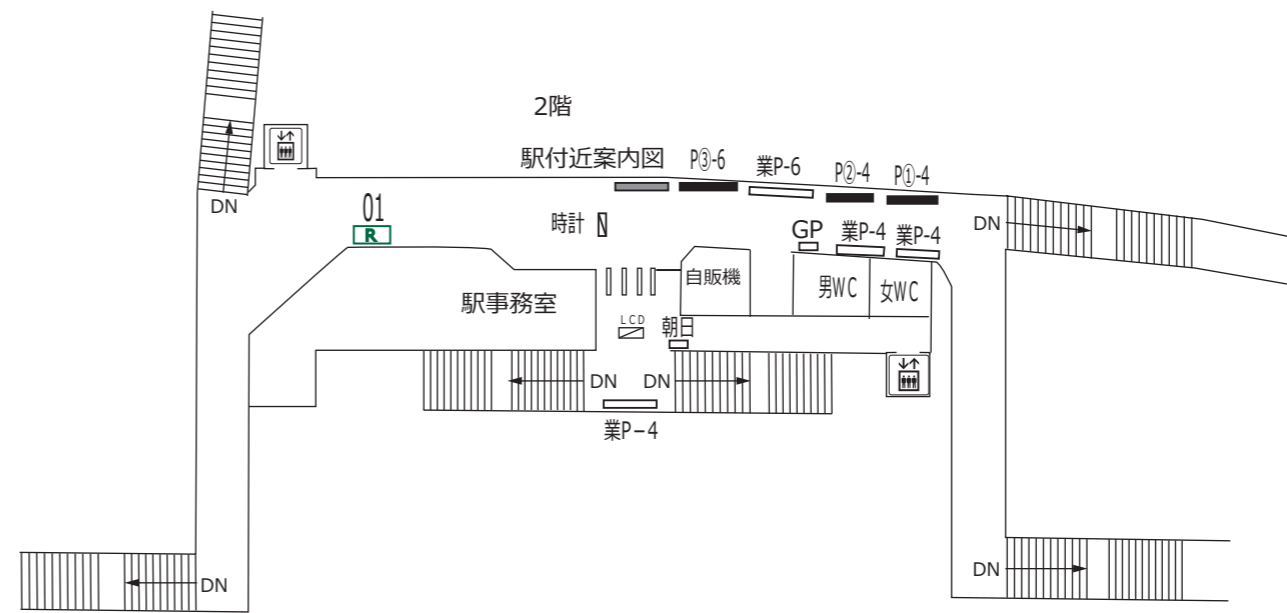 2階
駅付近案内図
P③-6
業P-6
P②-4
P①-4
DN
01
R
時計
GP
業P-4
業P-4
DN
自販機
男WC
女WC
駅事務室
LCD
朝日
DN
DN
業P-4
DN
DN